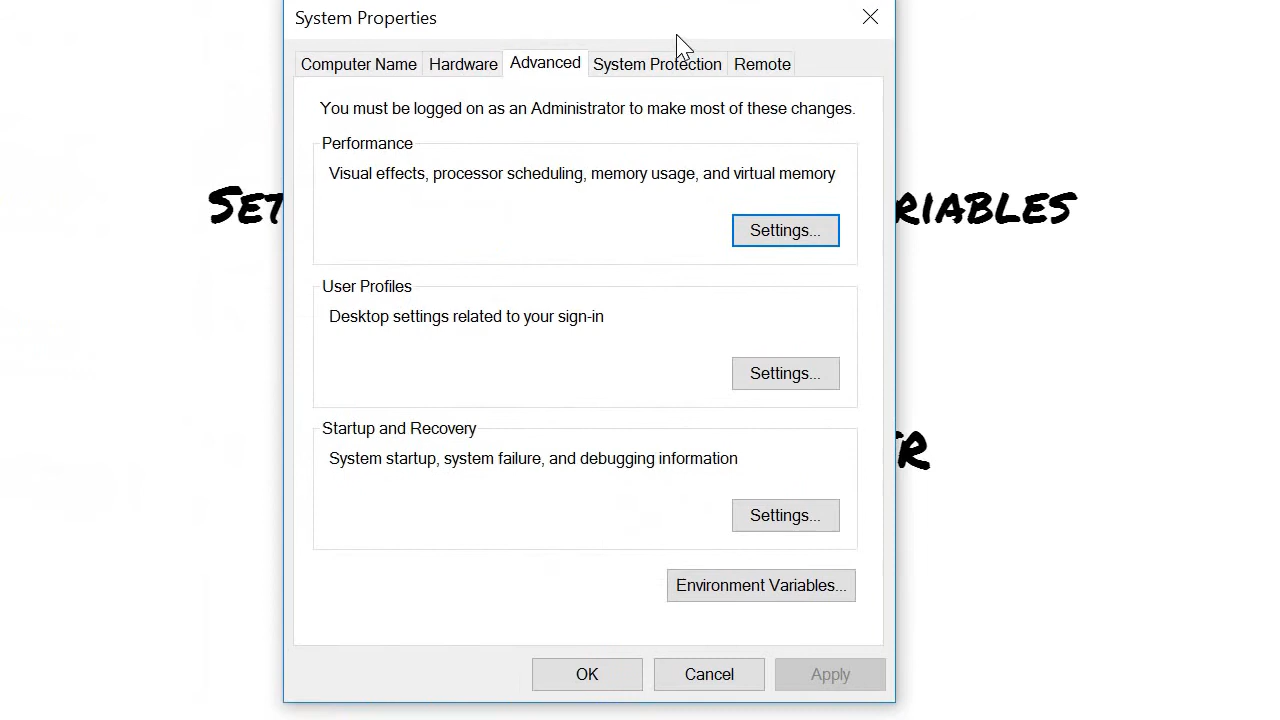 System Properties
Computer Name Hardware Advanced System Protection Remote
You must be logged on as an Administrator to make most of these changes.
Performance
Visual effects, processor scheduling, memory usage, and virtual memory
Settings...
User Profiles
Desktop settings related to your sign-in
Settings...
Startup and Recovery
System startup, system failure, and debugging information
Settings...
Environment Variables...
OK Cancel Apply